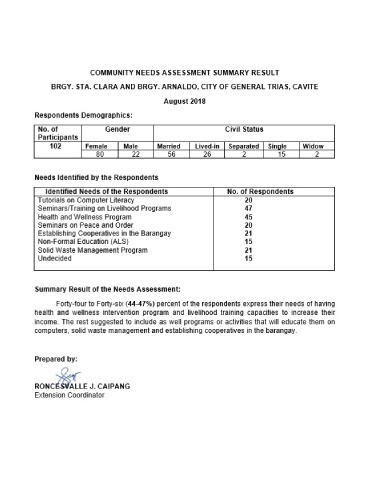 COMMUNITY NEEDS ASSESSMENT SUMMARY RESULT
BRGY. STA. CLARA AND BRGY. ARNALDO, CITY OF GENERAL TRIAS, CAVITE
August 2018
Respondents Demographics:
No. of Participants Gender Civil Status
102 Female Male Married Lived-in Separated Single Widow
80 22 56 26 2 15 2
Needs Identified by the Respondents
Identified Needs of the Respondents No. of Respondents
Tutorials on Computer Literacy 20
Seminars/Training on Livelihood Programs 47
Health and Wellness Program 45
Seminars on Peace and Order 20
Establishing Cooperatives in the Barangay 21
Non-Formal Education (ALS) 15
Solid Waste Management Program 21
Undecided 15
Summary Result of the Needs Assessment:
Forty-four to Forty-six (44-47%) percent of the respondents express their needs of having
health and wellness intervention program and livelihood training capacities to increase their
income. The rest suggested to include as well programs or activities that will educate them on
computers, solid waste management and establishing cooperatives in the barangay.
Prepared by:
RONCESVALLE J. CAIPANG
Extension Coordinator